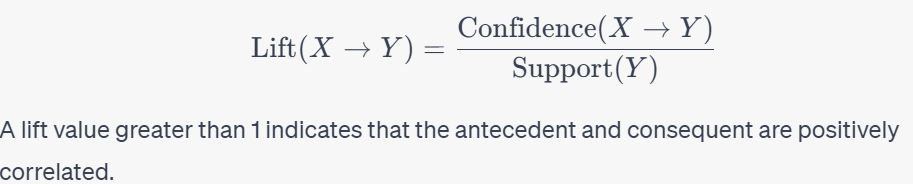 Lift(X → Y) = Confidence(X → Y) / Support(Y)
A lift value greater than 1 indicates that the antecedent and consequent are positively
correlated.